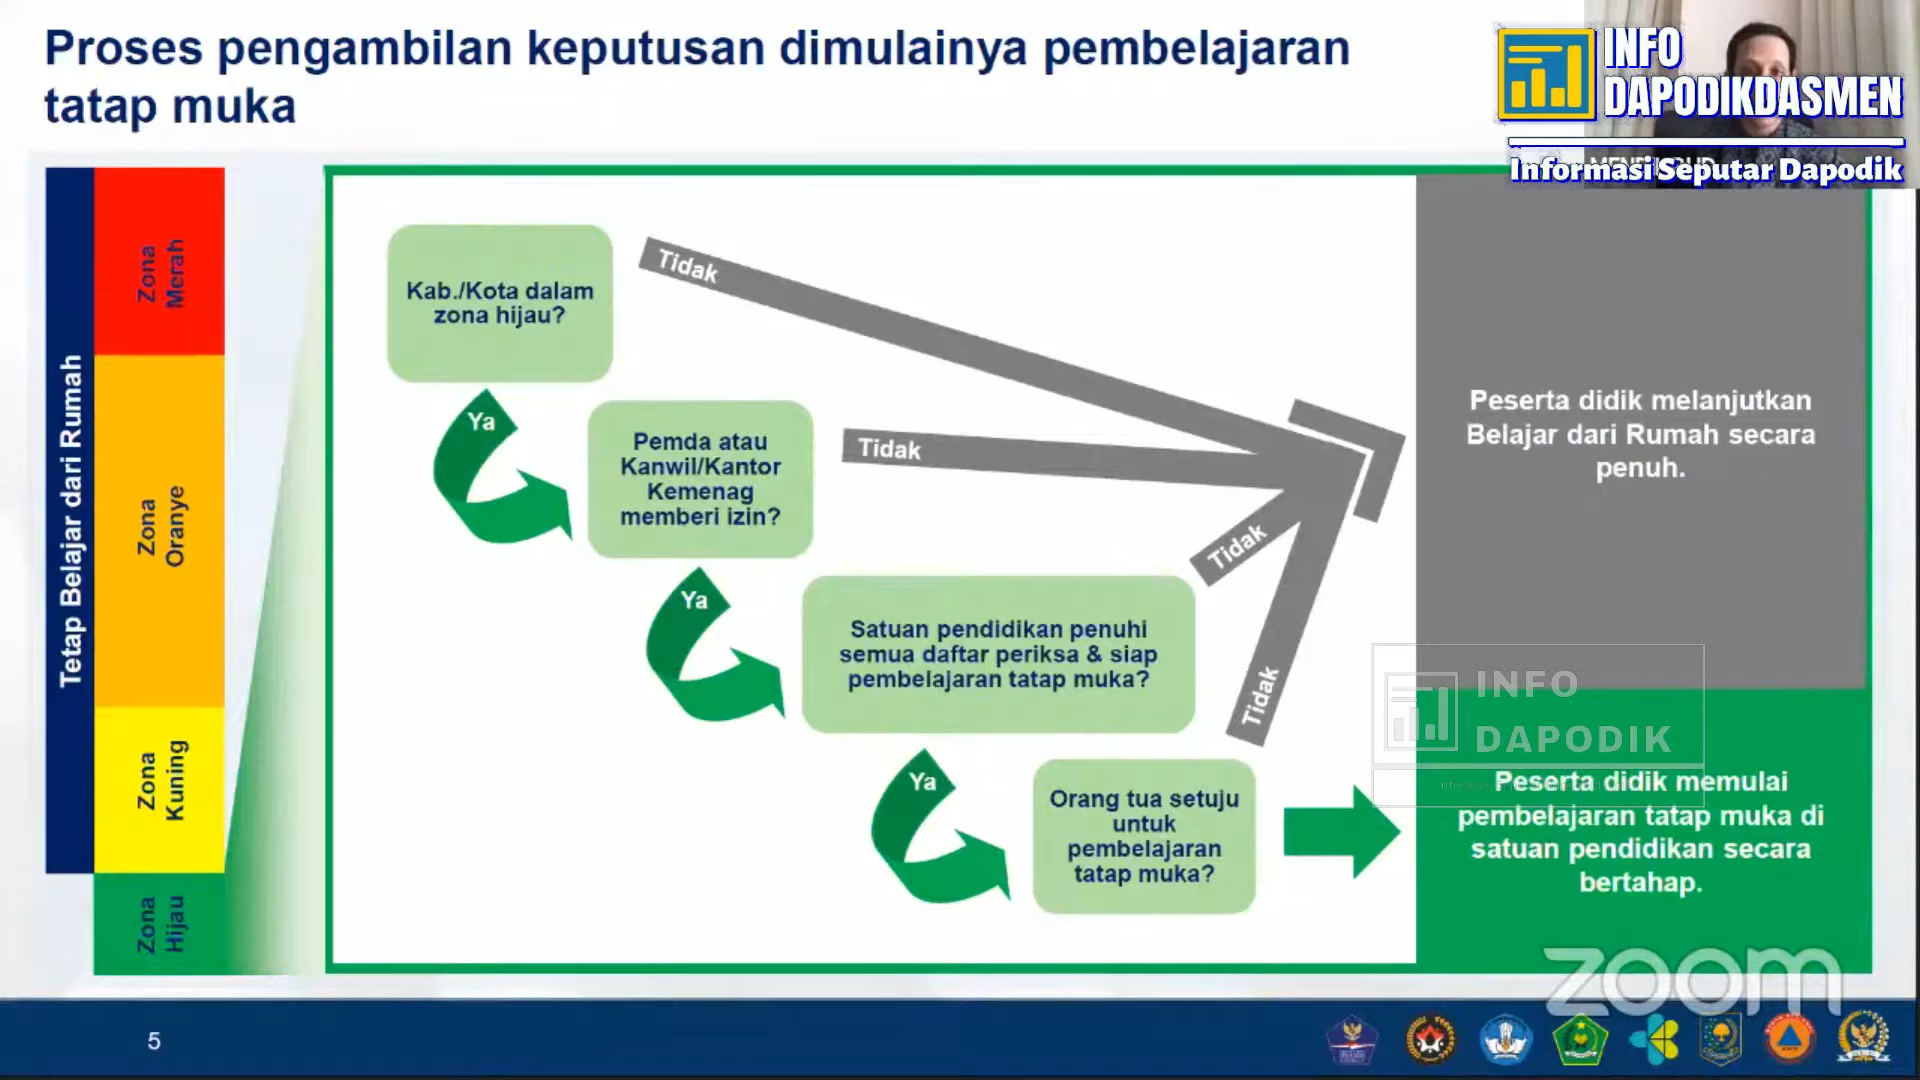 Proses pengambilan keputusan dimulainya pembelajaran
tatap muka
INFO
DAPODIKDASMEN
Informasi Seputar Dapodik
Tetap Belajar dari Rumah
Zona
Merah
Zona
Oranye
Zona
Kuning
Zona
Hijau
Kab./Kota dalam
zona hijau?
Tidak
Ya
Pemda atau
Kanwil/Kantor
Kemenag
memberi izin?
Tidak
Ya
Satuan pendidikan penuhi
semua daftar periksa & siap
pembelajaran tatap muka?
Tidak
Ya
Orang tua setuju
untuk
pembelajaran
tatap muka?
Tidak
Peserta didik melanjutkan
Belajar dari Rumah secara
penuh.
INFO
DAPODIK
Peserta didik memulai
pembelajaran tatap muka di
satuan pendidikan secara
bertahap.
zoom
5